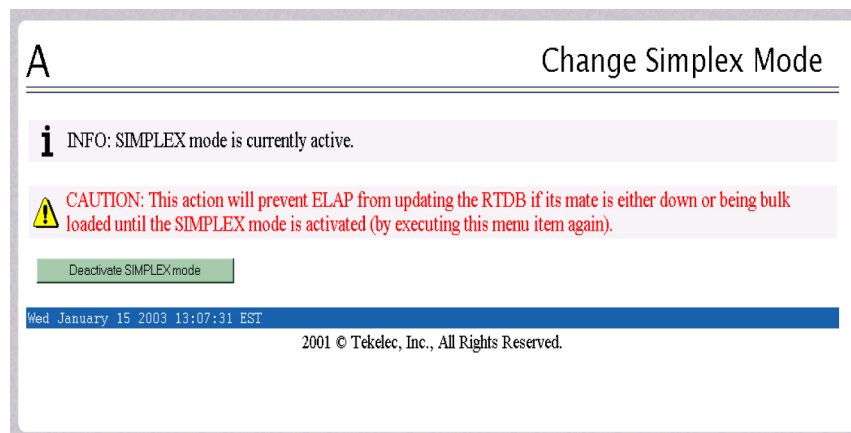 A
Change Simplex Mode
i INFO: SIMPLEX mode is currently active.
CAUTION: This action will prevent ELAP from updating the RTDB if its mate is either down or being bulk
loaded until the SIMPLEX mode is activated (by executing this menu item again).
Deactivate SIMPLEX mode
Wed January 15 2003 13:07:31 EST
2001 © Tekelec, Inc., All Rights Reserved.